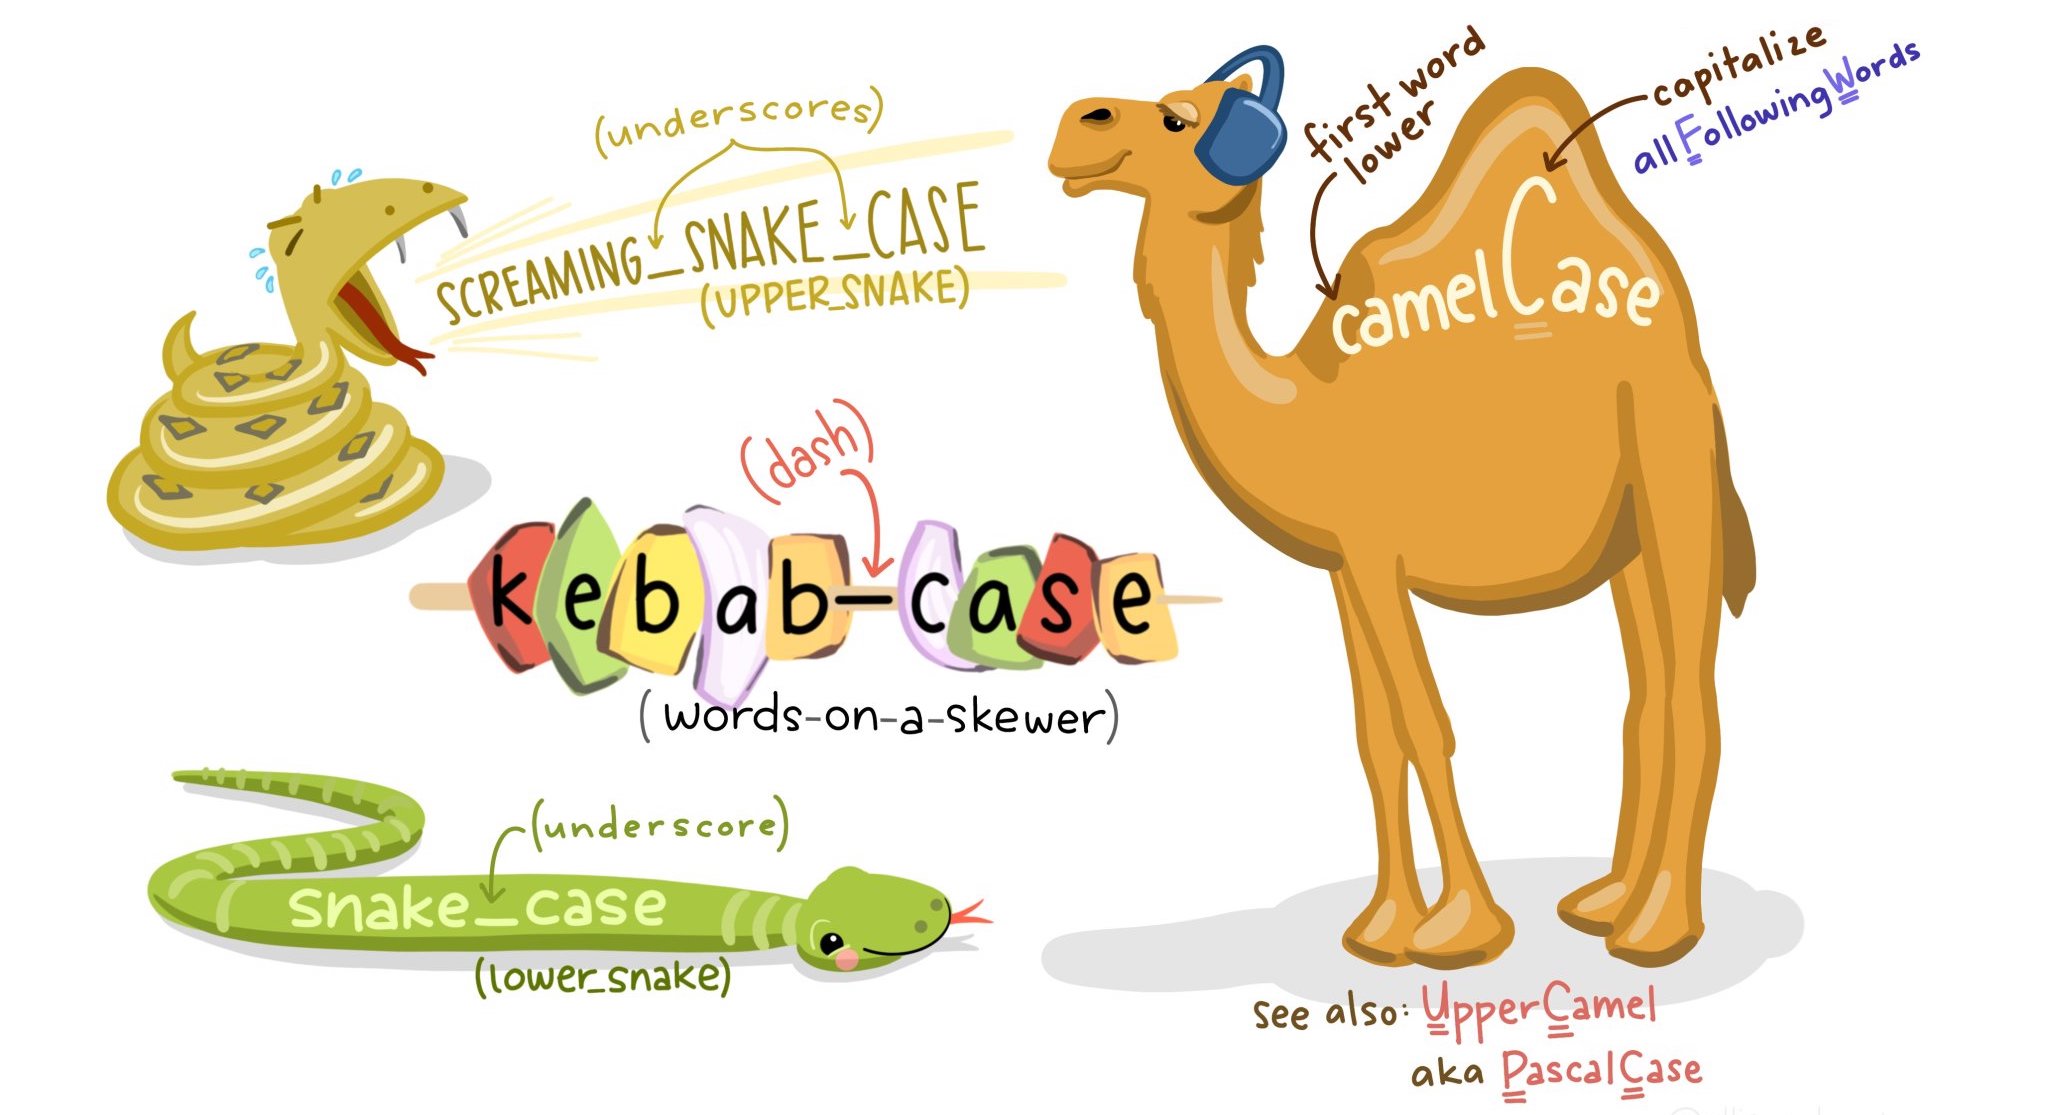 (underscores)
SCREAMING_SNAKE_CASE
(UPPER_SNAKE)
first word
lower
capitalize
allFollowingWords
camelCase
(dash)
kebab-case
(words-on-a-skewer)
(underscore)
snake_case
(lower_snake)
see also: UpperCamel
aka PascalCase